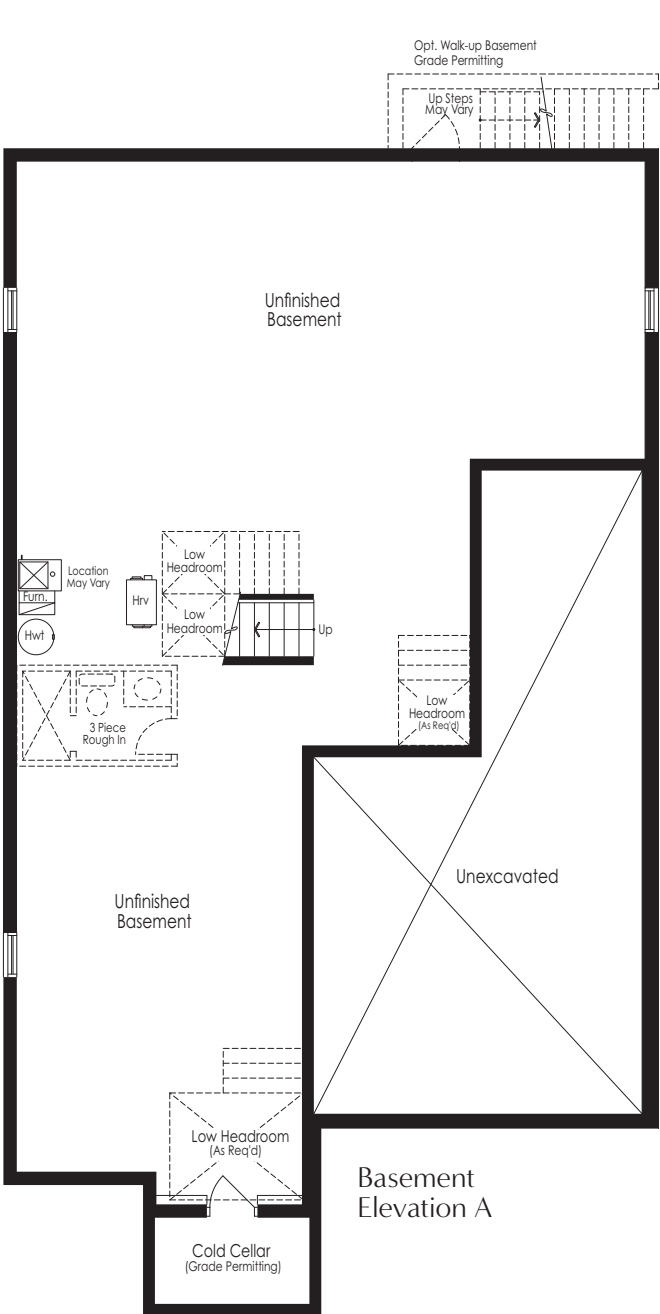 Opt. Walk-up Basement
Grade Permitting
Up Steps
May Vary
Unfinished
Basement
Low
Headroom
Location
May Vary
Furn.
Hrv
Low
Headroom
Up
Hwt
Low
Headroom
(As Req'd)
3 Piece
Rough In
Unexcavated
Unfinished
Basement
Low Headroom
(As Req'd)
Basement
Elevation A
Cold Cellar
(Grade Permitting)